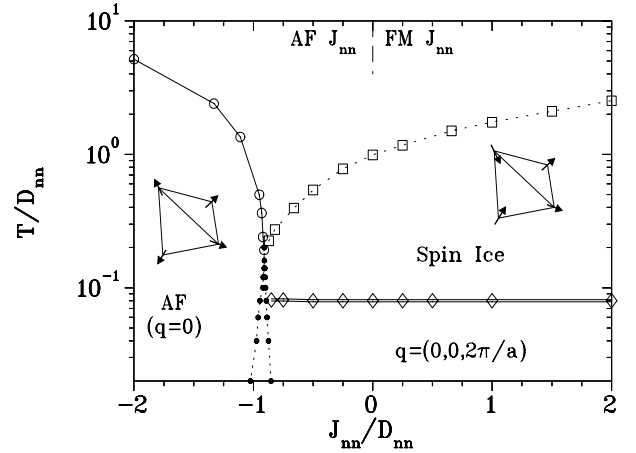 10^1
AF J_nn
FM J_nn
10^0
T/D_nn
Spin Ice
10^-1
AF
(q=0)
q=(0,0,2π/a)
-2
-1
0
1
2
J_nn/D_nn